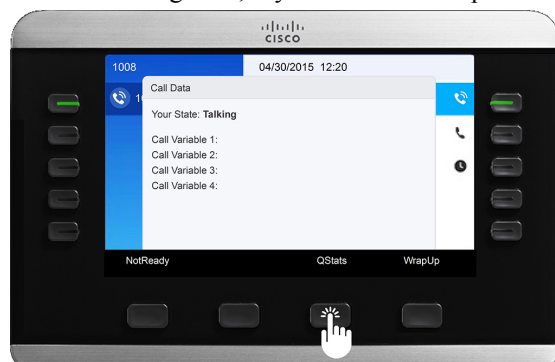 cisco
1008 04/30/2015 12:20
Call Data
Your State: Talking
Call Variable 1:
Call Variable 2:
Call Variable 3:
Call Variable 4:
NotReady QStats WrapUp